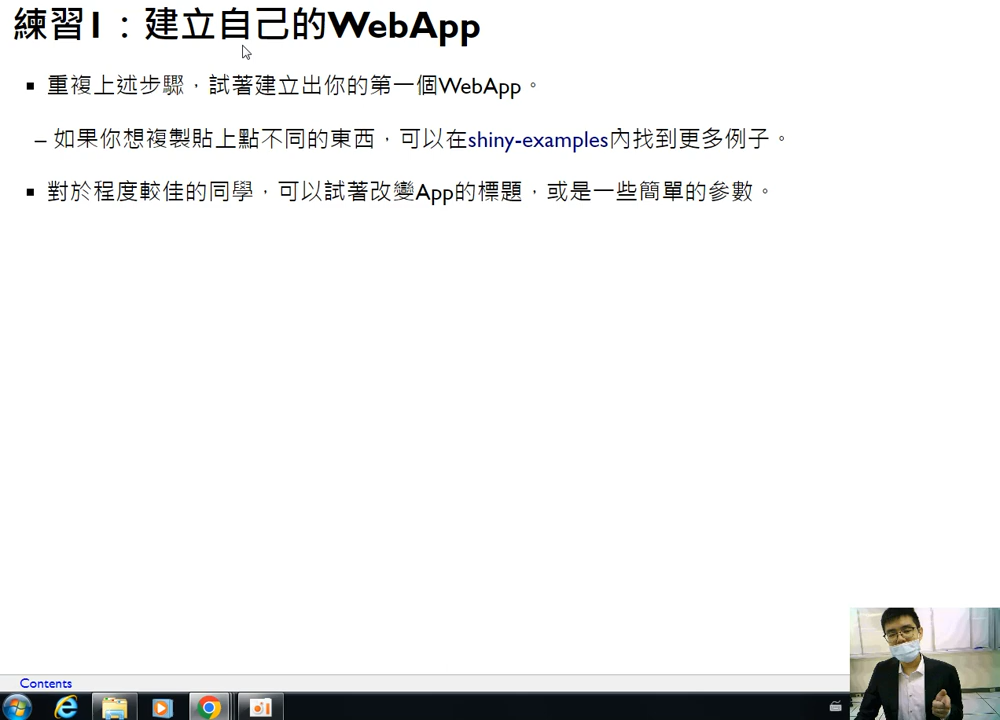 練習1：建立自己的WebApp
▪ 重複上述步驟，試著建立出你的第一個WebApp。
– 如果你想複製貼上點不同的東西，可以在shiny-examples內找到更多例子。
▪ 對於程度較佳的同學，可以試著改變App的標題，或是一些簡單的參數。
Contents